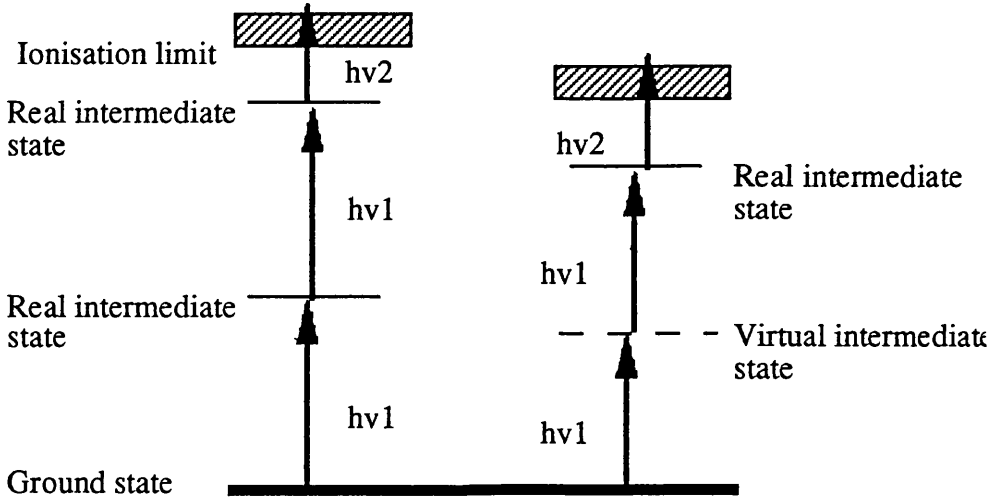 Ionisation limit
hv2
Real intermediate
state
hv1
Real intermediate
state
hv1
Ground state
hv2
Real intermediate
state
hv1
Virtual intermediate
state
hv1